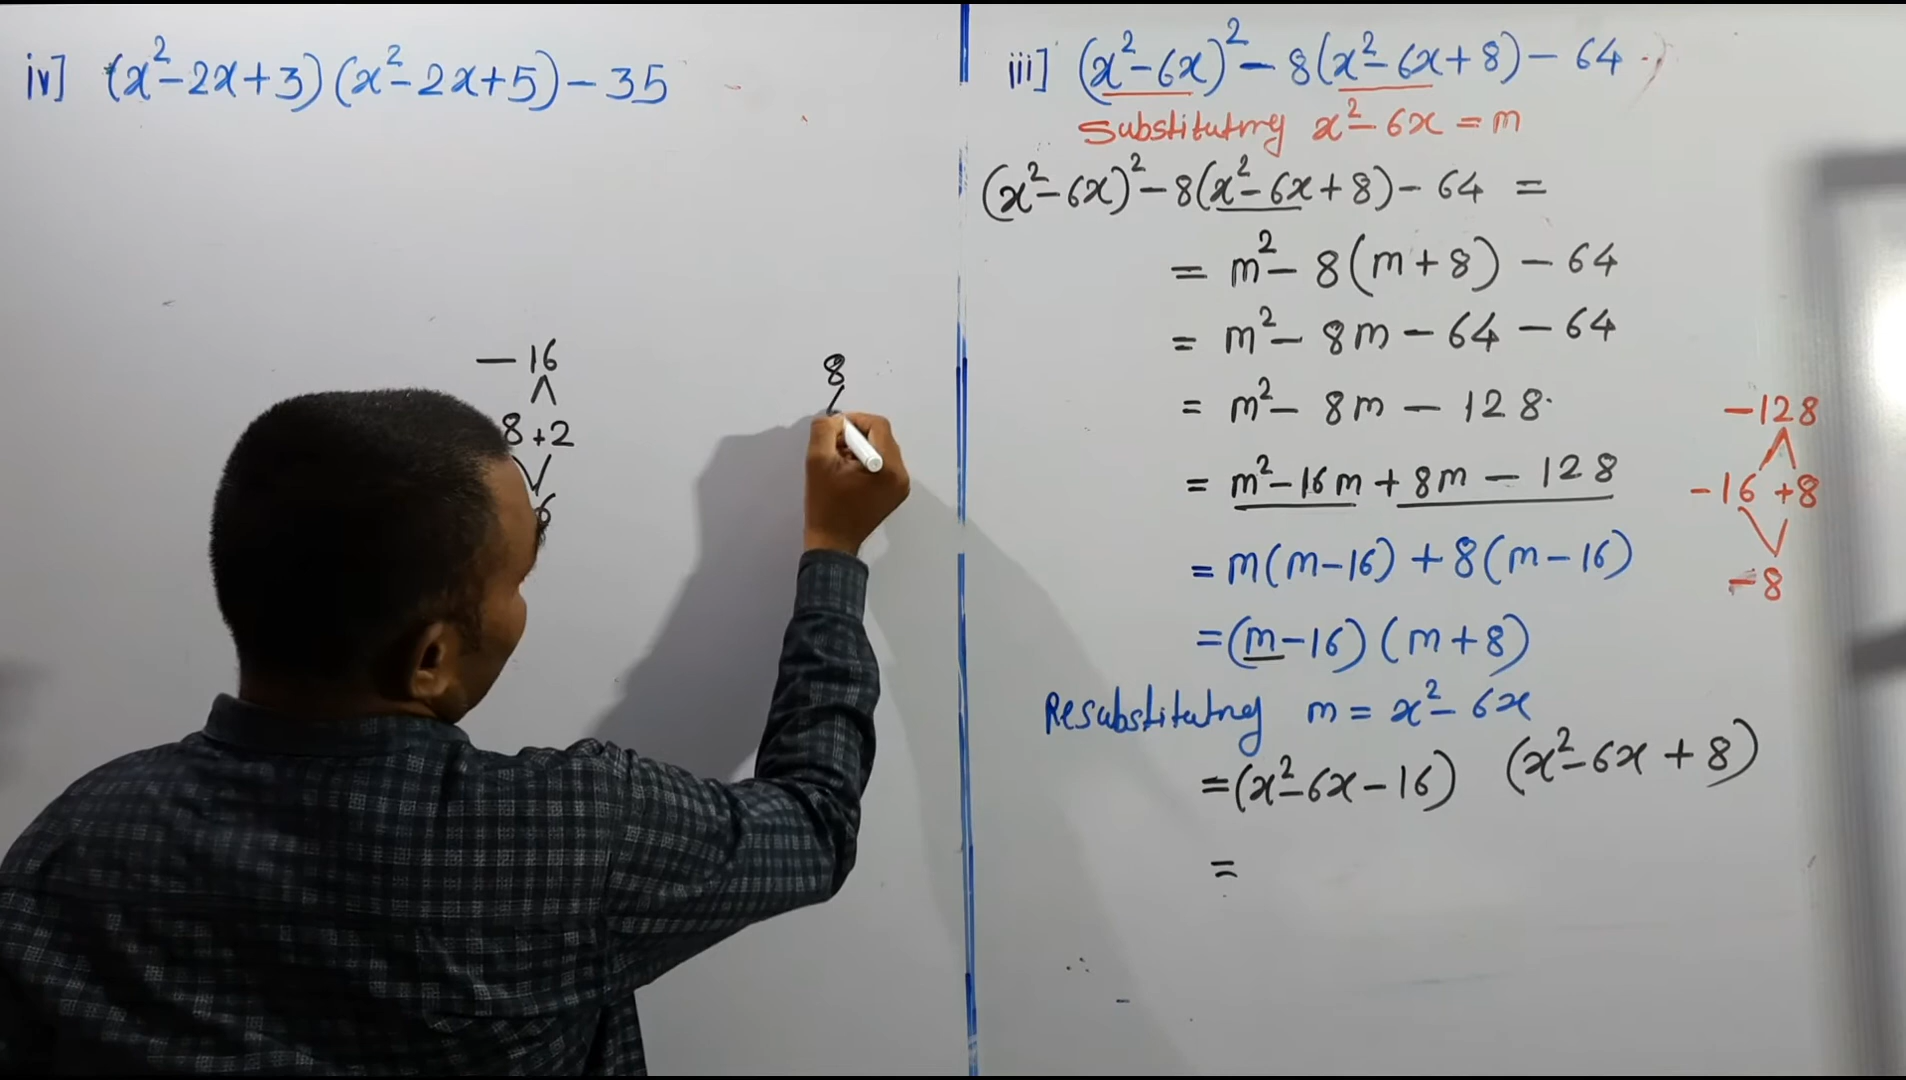 iv] (x²-2x+3)(x²-2x+5)-35
-16
8+2
6
8
iii] (x²-6x)²-8(x²-6x+8)-64
Substituting x²-6x=m
(x²-6x)²-8(x²-6x+8)-64 =
= m²-8(m+8)-64
= m²-8m-64-64
= m²-8m-128
= m²-16m+8m-128
= m(m-16)+8(m-16)
= (m-16)(m+8)
Resubstituting m = x²-6x
= (x²-6x-16) (x²-6x+8)
=
-128
-16 +8
-8